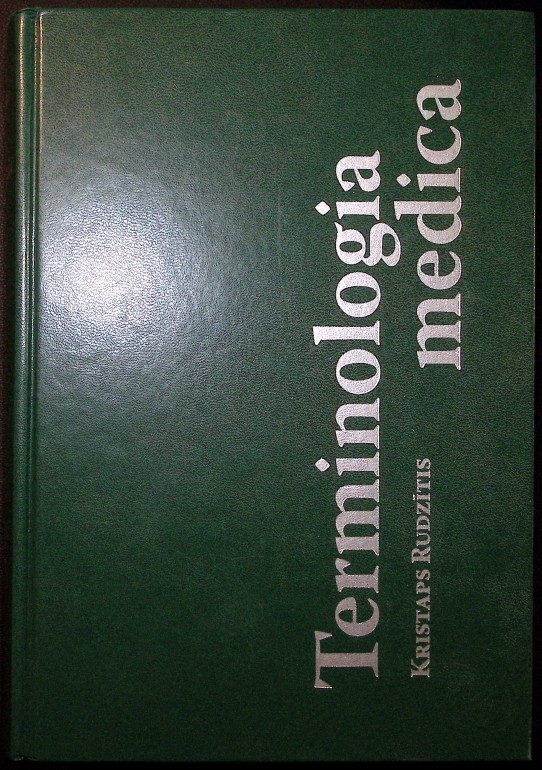 Terminologia
medica
KRISTAPS RUDZĪTIS